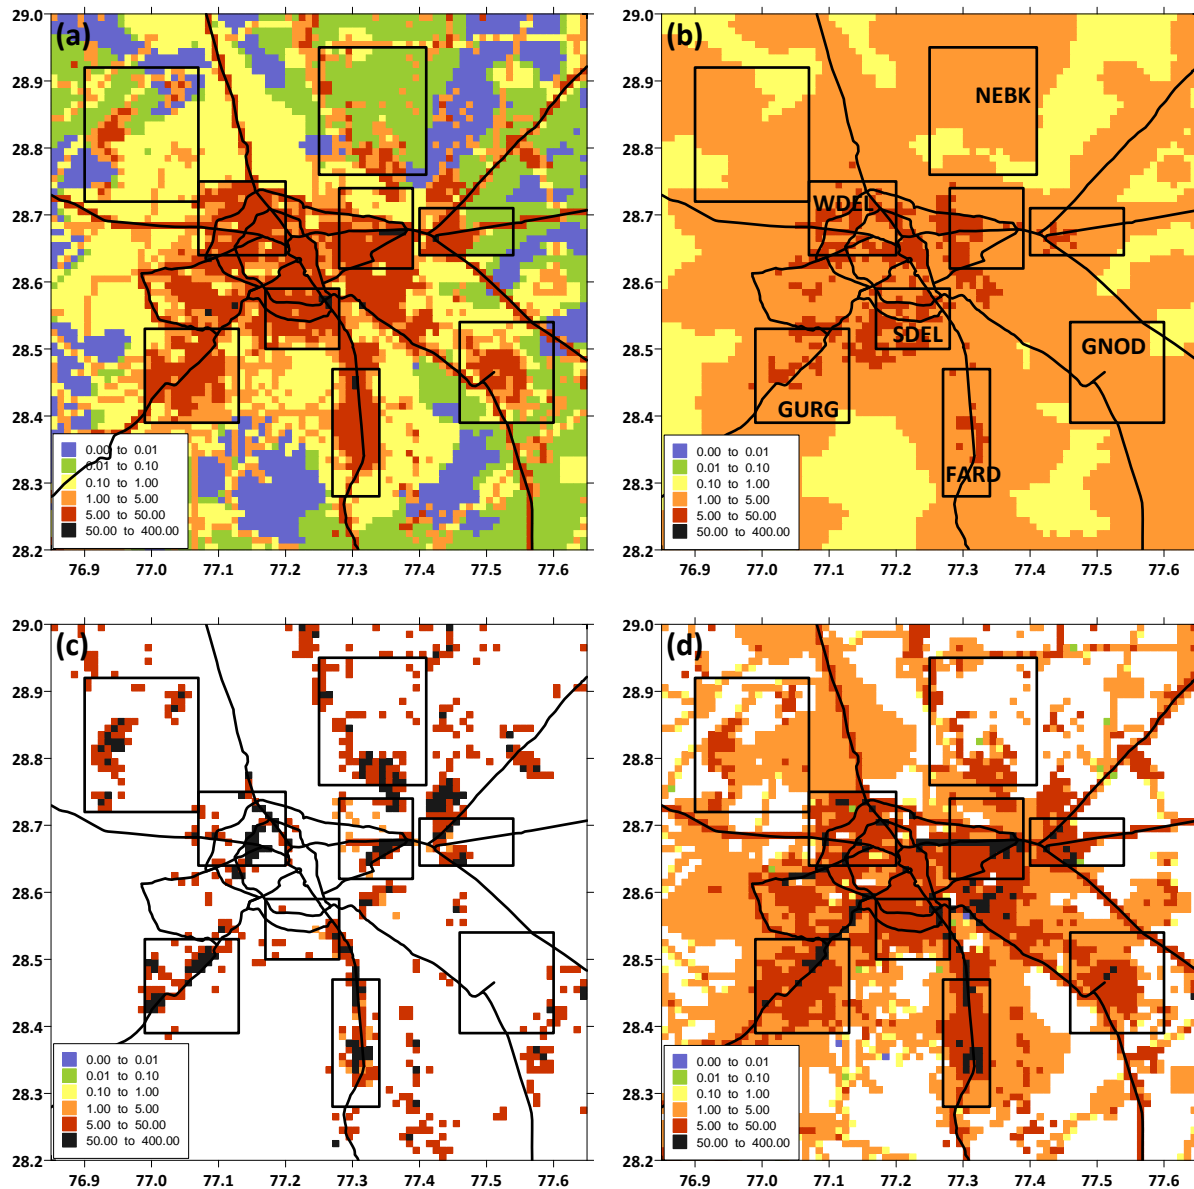 (a)
29.0
28.9
28.8
28.7
28.6
28.5
28.4
28.3
28.2
0.00 to 0.01
0.01 to 0.10
0.10 to 1.00
1.00 to 5.00
5.00 to 50.00
50.00 to 400.00
76.9 77.0 77.1 77.2 77.3 77.4 77.5 77.6
(b)
29.0
28.9
28.8
28.7
28.6
28.5
28.4
28.3
28.2
NEBK
WDEL
SDEL
GNOD
GURG
FARD
0.00 to 0.01
0.01 to 0.10
0.10 to 1.00
1.00 to 5.00
5.00 to 50.00
50.00 to 400.00
76.9 77.0 77.1 77.2 77.3 77.4 77.5 77.6
(c)
29.0
28.9
28.8
28.7
28.6
28.5
28.4
28.3
28.2
0.00 to 0.01
0.01 to 0.10
0.10 to 1.00
1.00 to 5.00
5.00 to 50.00
50.00 to 400.00
76.9 77.0 77.1 77.2 77.3 77.4 77.5 77.6
(d)
29.0
28.9
28.8
28.7
28.6
28.5
28.4
28.3
28.2
0.00 to 0.01
0.01 to 0.10
0.10 to 1.00
1.00 to 5.00
5.00 to 50.00
50.00 to 400.00
76.9 77.0 77.1 77.2 77.3 77.4 77.5 77.6